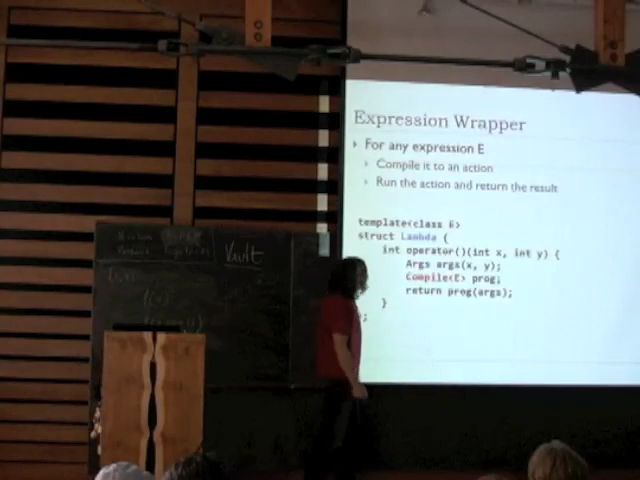 Expression Wrapper
For any expression E
Compile it to an action
Run the action and return the result
template<class E>
struct Lambda {
int operator()(int x, int y) {
Args args(x, y);
Compile<E> prog;
return prog(args);
}
;
Vault